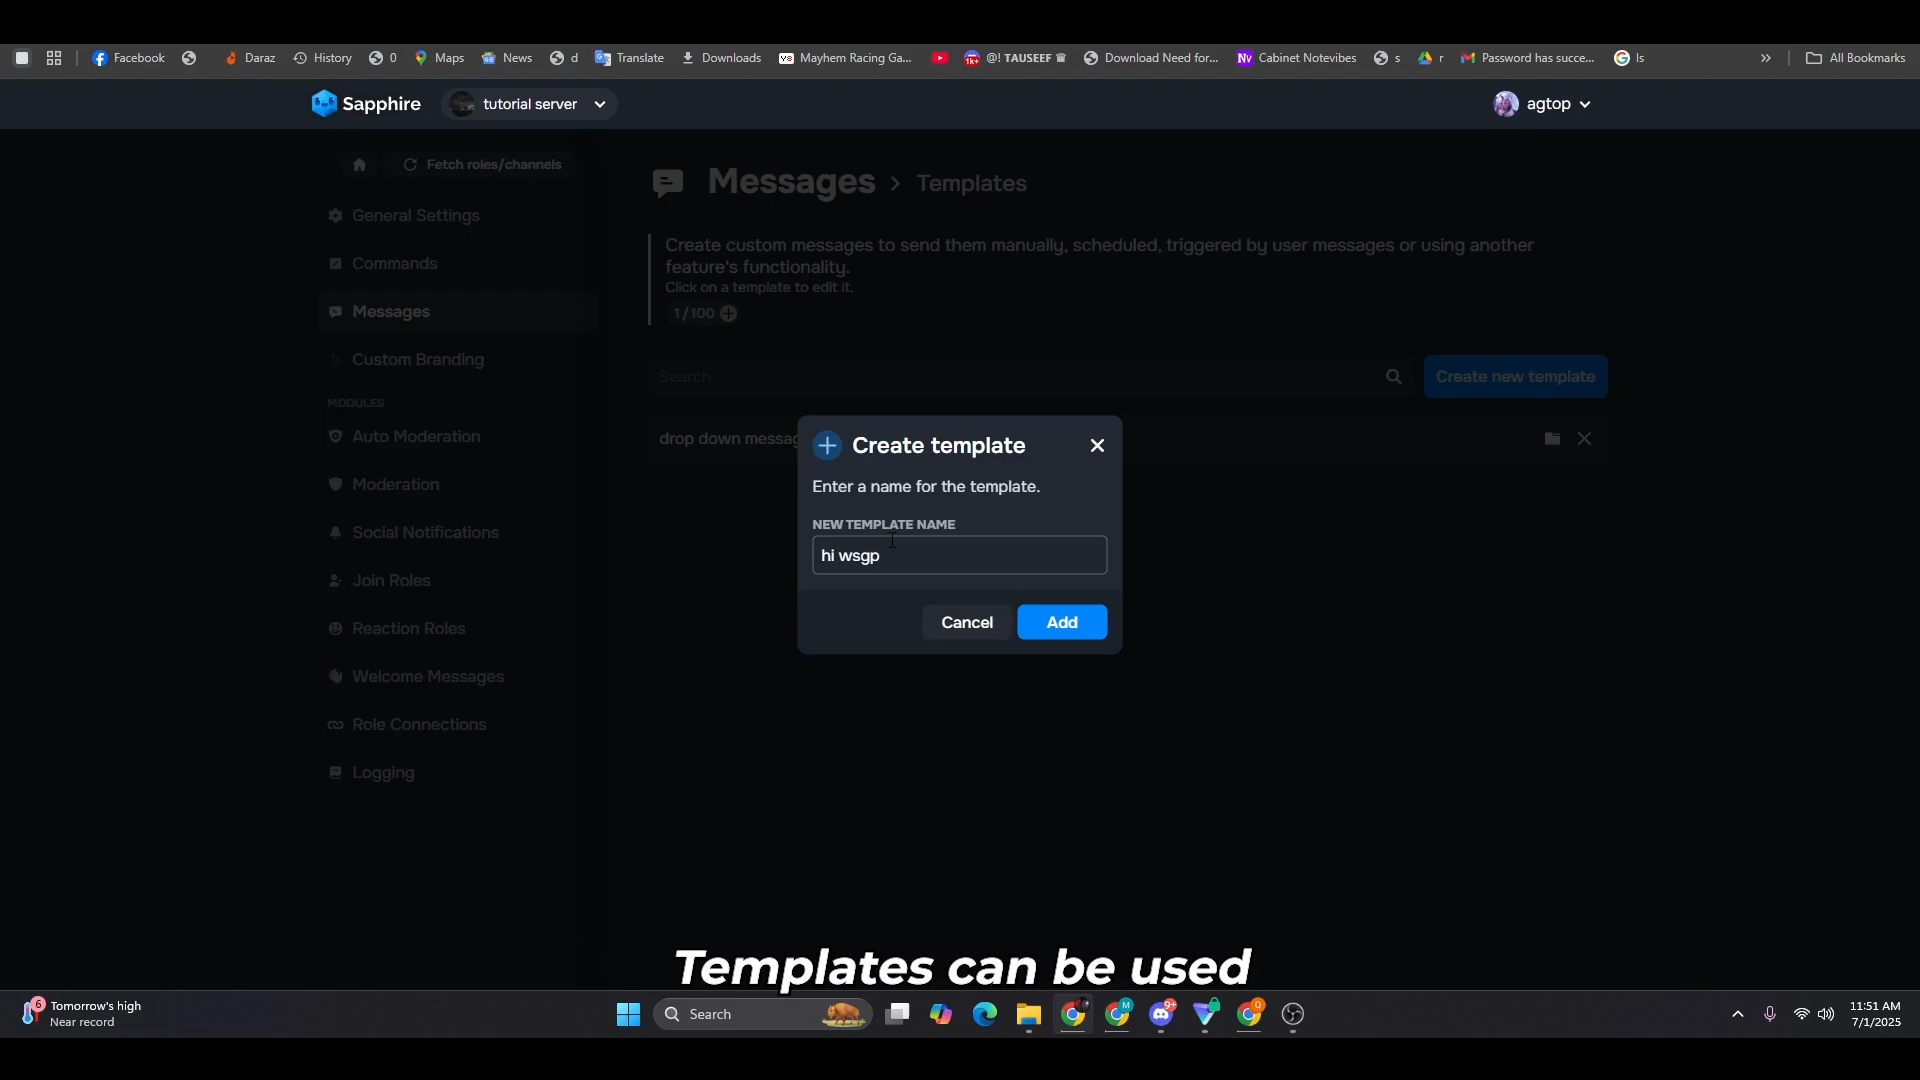 Facebook
Daraz
History
0
Maps
News
d
Translate
Downloads
Mayhem Racing Ga...
1k+
@! TAUSEEF ♕
Download Need for...
Nv
Cabinet Notevibes
s
r
Password has succe...
ls
»
All Bookmarks
Sapphire
tutorial server
agtop
Fetch roles/channels
General Settings
Commands
Messages
Custom Branding
MODULES
Auto Moderation
Moderation
Social Notifications
Join Roles
Reaction Roles
Welcome Messages
Role Connections
Logging
Messages > Templates
Create custom messages to send them manually, scheduled, triggered by user messages or using another
feature's functionality.
Click on a template to edit it.
1/100
Search
Create new template
drop down messag
Create template
Enter a name for the template.
NEW TEMPLATE NAME
hi wsgp
Cancel
Add
Templates can be used
6
Tomorrow's high
Near record
Search
M
9+
11:51 AM
7/1/2025